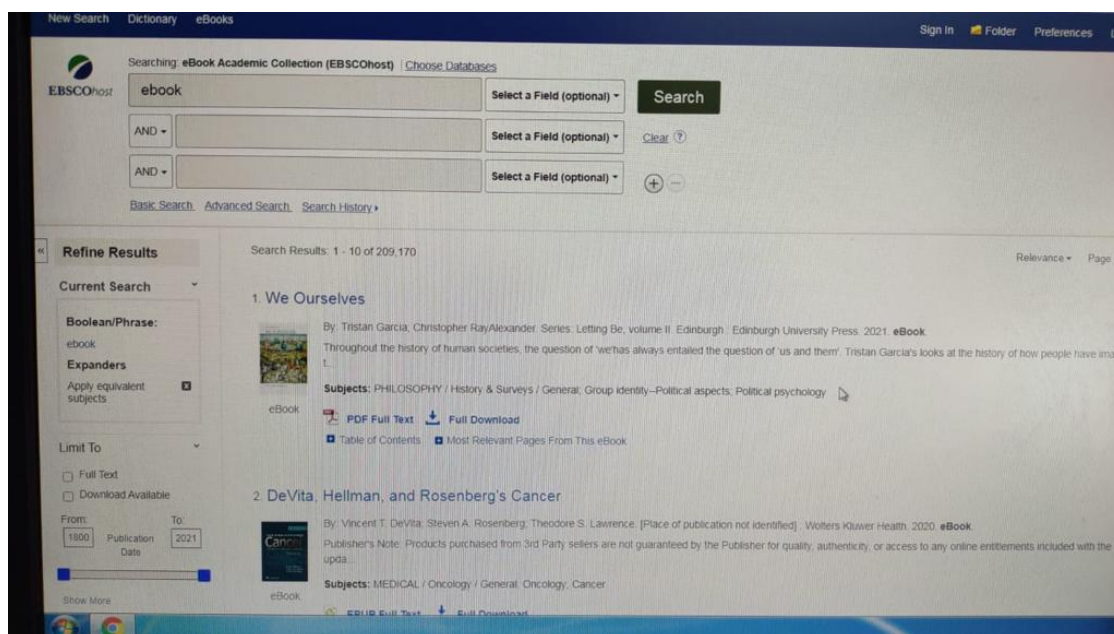 New Search Dictionary eBooks
Sign In Folder Preferences
Searching: eBook Academic Collection (EBSCOhost) Choose Databases
EBSCOhost
ebook Select a Field (optional) Search
AND Select a Field (optional) Clear ?
AND Select a Field (optional)
Basic Search Advanced Search Search History
Refine Results
Search Results: 1 - 10 of 209,170
Relevance Page
Current Search
Boolean/Phrase:
ebook
Expanders
Apply equivalent
subjects
Limit To
Full Text
Download Available
From: To:
1800 Publication Date 2021
Show More
1. We Ourselves
By: Tristan Garcia; Christopher RayAlexander. Series: Letting Be, volume II. Edinburgh : Edinburgh University Press. 2021. eBook.
Throughout the history of human societies, the question of 'we'has always entailed the question of 'us and them'. Tristan Garcia's looks at the history of how people have ima
t...
Subjects: PHILOSOPHY / History & Surveys / General; Group identity--Political aspects; Political psychology
eBook
PDF Full Text Full Download
Table of Contents Most Relevant Pages From This eBook
2. DeVita, Hellman, and Rosenberg's Cancer
By: Vincent T. DeVita; Steven A. Rosenberg; Theodore S. Lawrence. [Place of publication not identified] : Wolters Kluwer Health. 2020. eBook.
Publisher's Note: Products purchased from 3rd Party sellers are not guaranteed by the Publisher for quality, authenticity, or access to any online entitlements included with the
upda...
Cancer
Subjects: MEDICAL / Oncology / General; Oncology; Cancer
eBook
EPUB Full Text Full Download